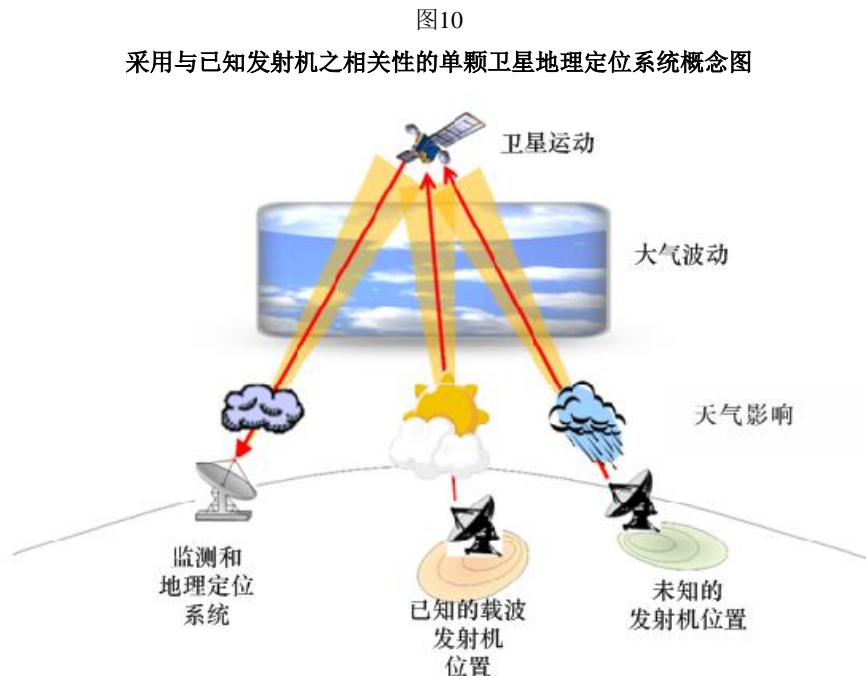 图10
采用与已知发射机之相关性的单颗卫星地理定位系统概念图
卫星运动
大气波动
天气影响
监测和
地理定位
系统
已知的载波
发射机
位置
未知的
发射机位置